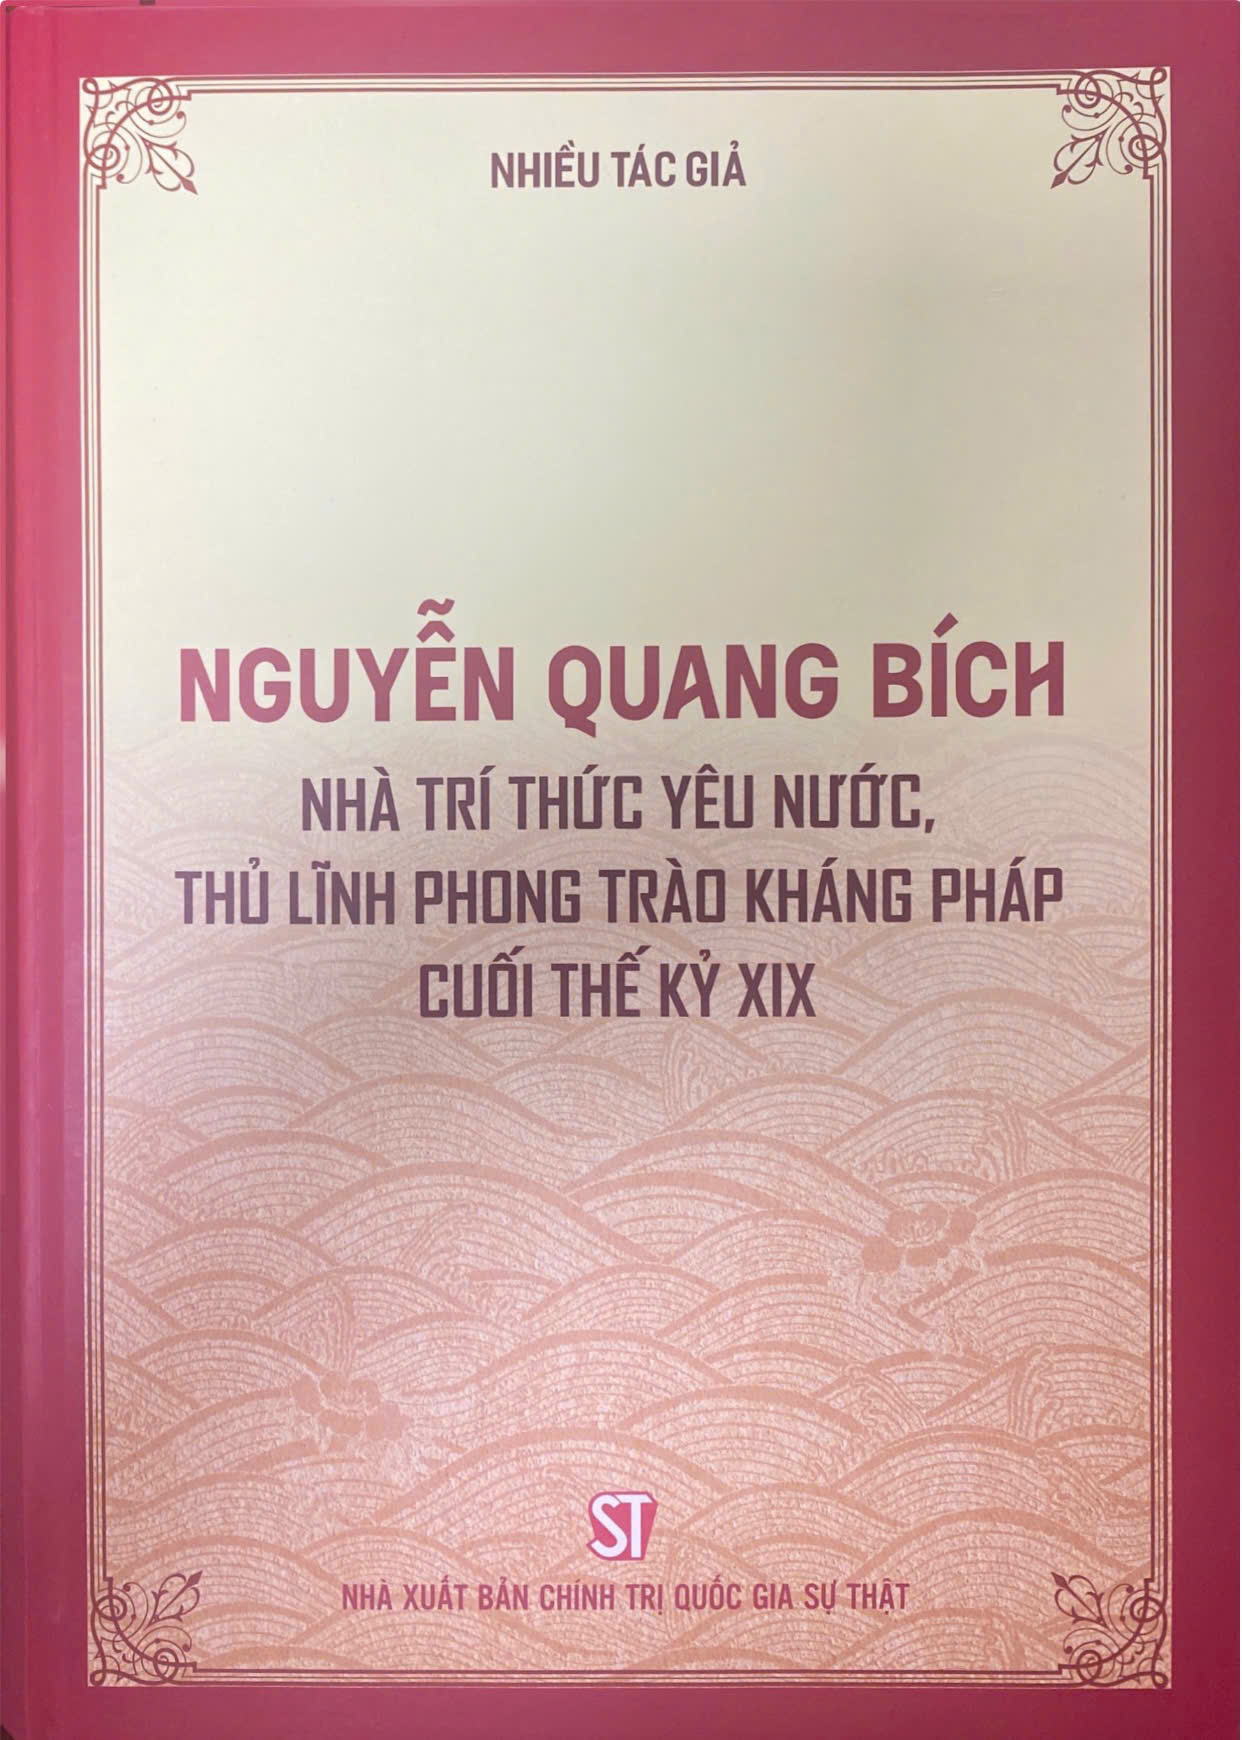 NHIỀU TÁC GIẢ
NGUYỄN QUANG BÍCH
NHÀ TRÍ THỨC YÊU NƯỚC,
THỦ LĨNH PHONG TRÀO KHÁNG PHÁP
CUỐI THẾ KỶ XIX
ST
NHÀ XUẤT BẢN CHÍNH TRỊ QUỐC GIA SỰ THẬT